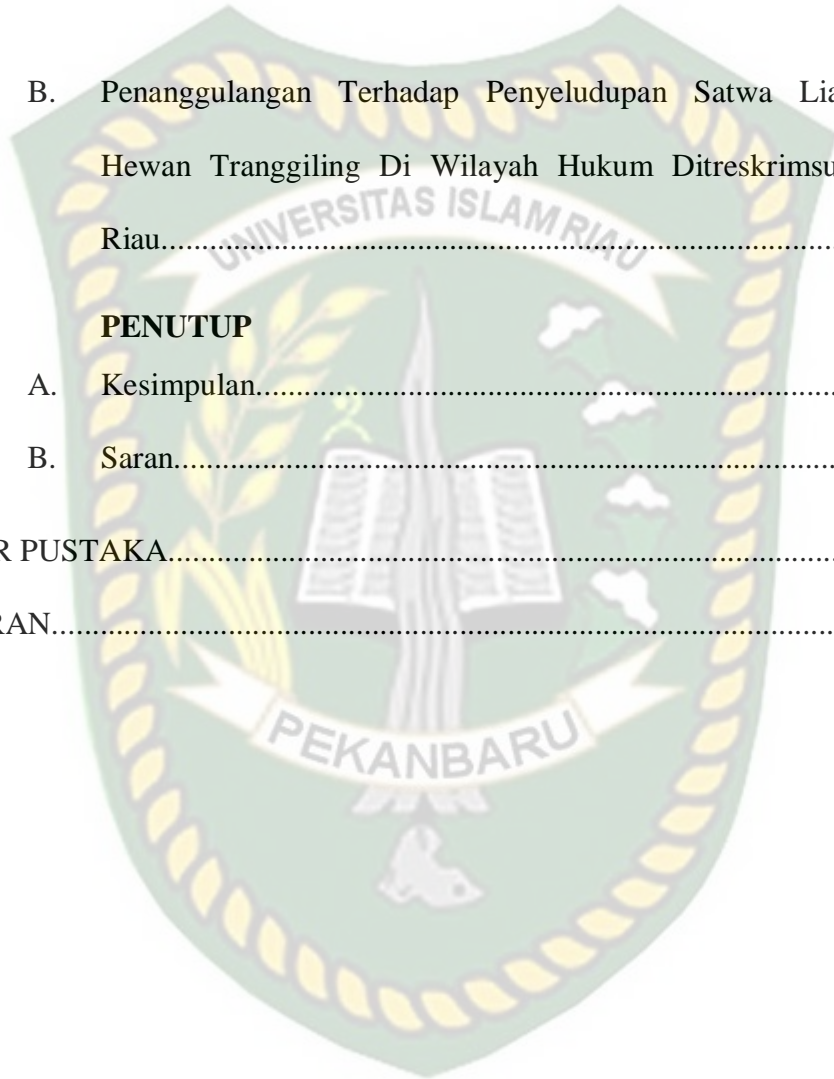 B. Penanggulangan Terhadap Penyeludupan Satwa Lia
Hewan Tranggiling Di Wilayah Hukum Ditreskrimsu
Riau..........................................................................
UNIVERSITAS ISLAM RIAU
PENUTUP
A. Kesimpulan..........................................................................
B. Saran..........................................................................
R PUSTAKA..........................................................................
RAN..........................................................................
PEKANBARU